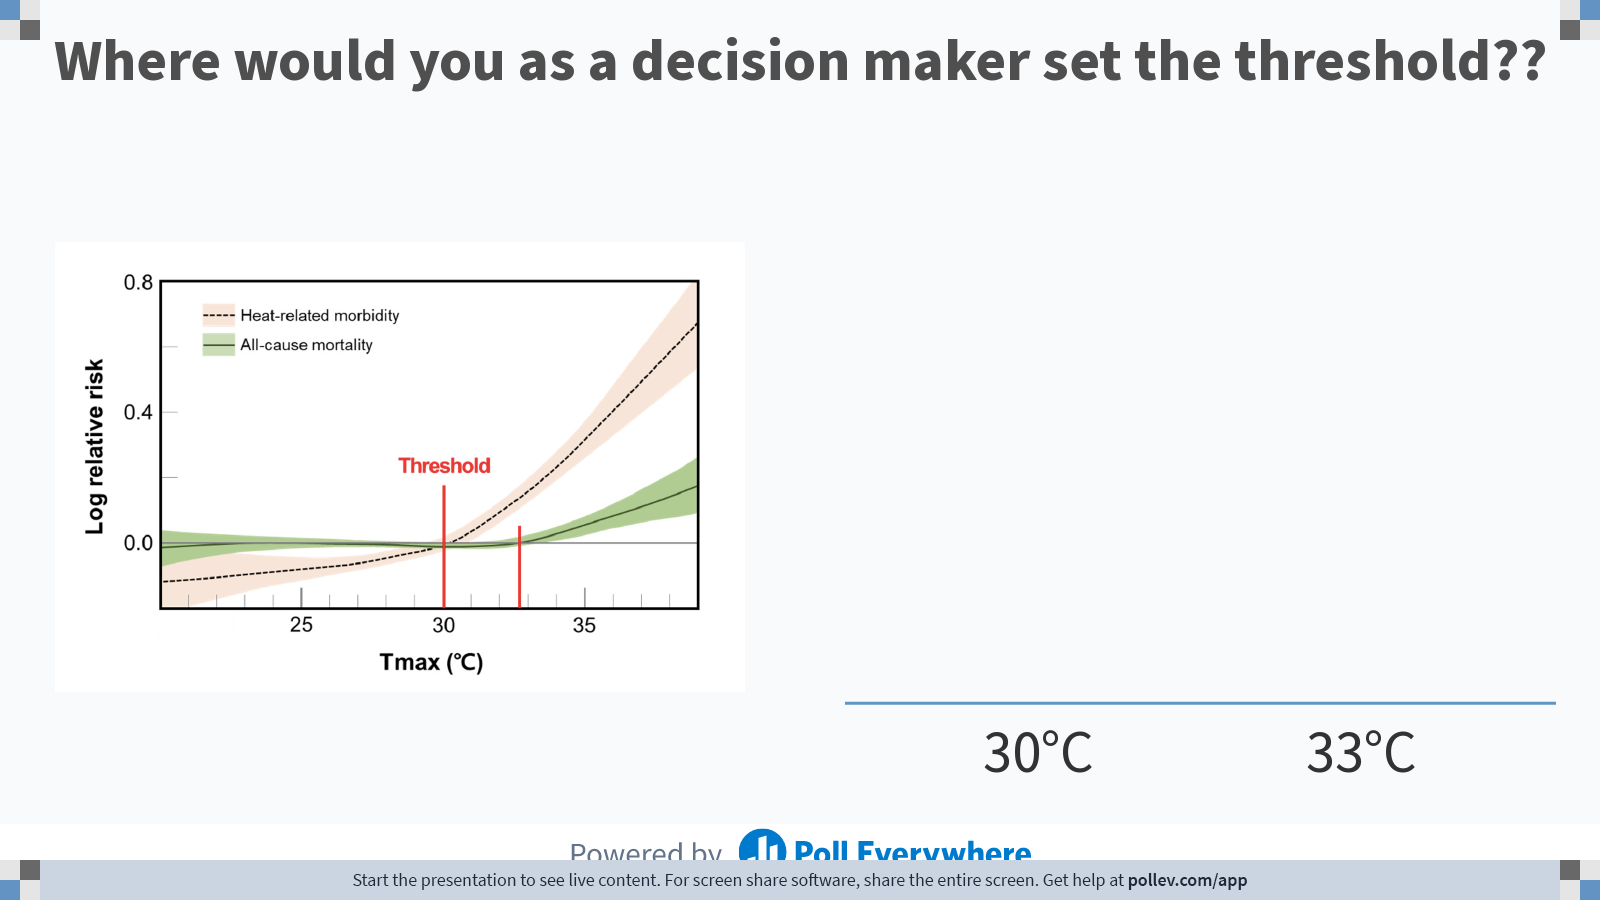 Where would you as a decision maker set the threshold??
0.8
Heat-related morbidity
All-cause mortality
Log relative risk
0.4
Threshold
0.0
25
30
35
Tmax (°C)
30°C
33°C
Powered by Poll Everywhere
Start the presentation to see live content. For screen share software, share the entire screen. Get help at pollev.com/app